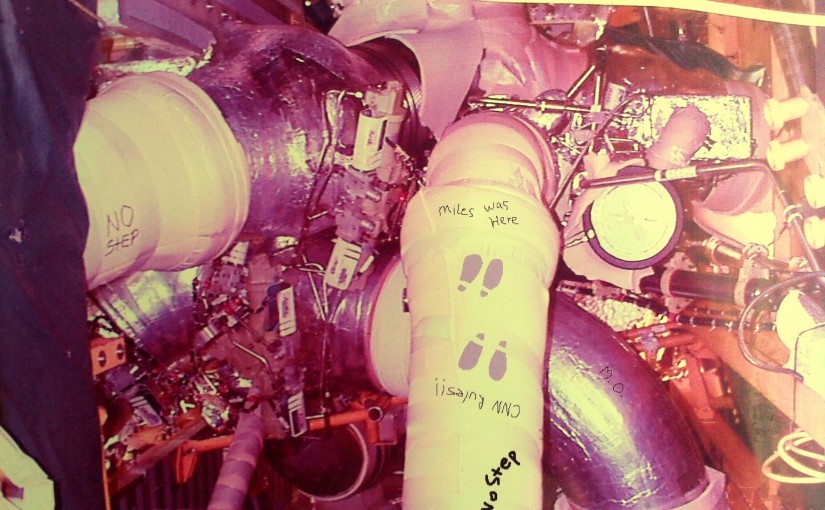 NO
STEP
miles was
Here
CNN rules!!
M.O.
No Step